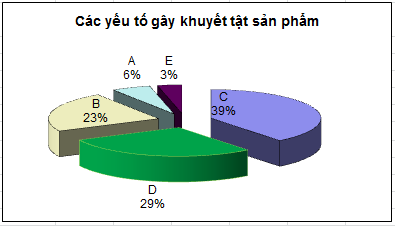 Các yếu tố gây khuyết tật sản phẩm
A
6%
E
3%
C
39%
B
23%
D
29%